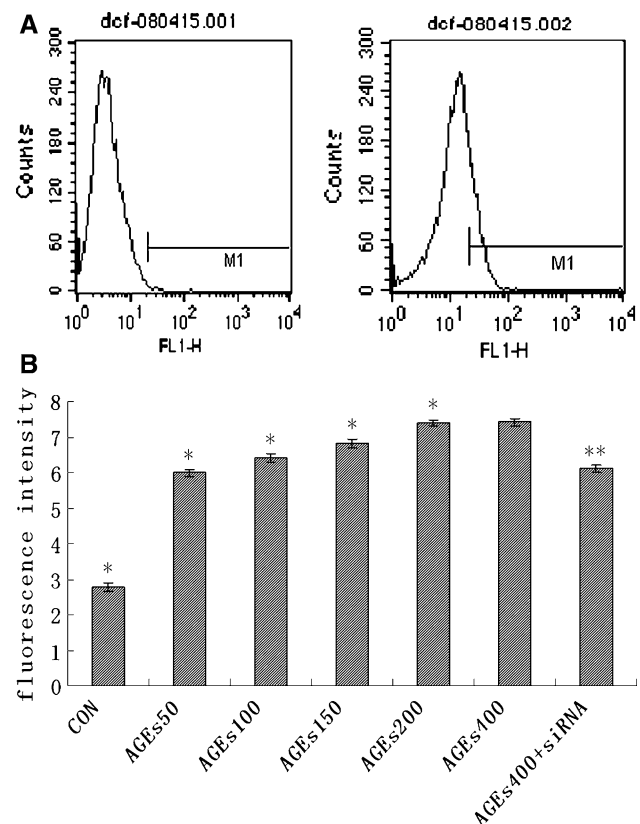 A
dcf-080415.001
dcf-080415.002
300
240
180
120
60
0
Counts
M1
10^0 10^1 10^2 10^3 10^4
FL1-H
300
240
180
120
60
0
Counts
M1
10^0 10^1 10^2 10^3 10^4
FL1-H
B
fluorescence intensity
8
7
6
5
4
3
2
1
0
* * * * * **
CON AGEs50 AGEs100 AGEs150 AGEs200 AGEs400 AGEs400+siRNA